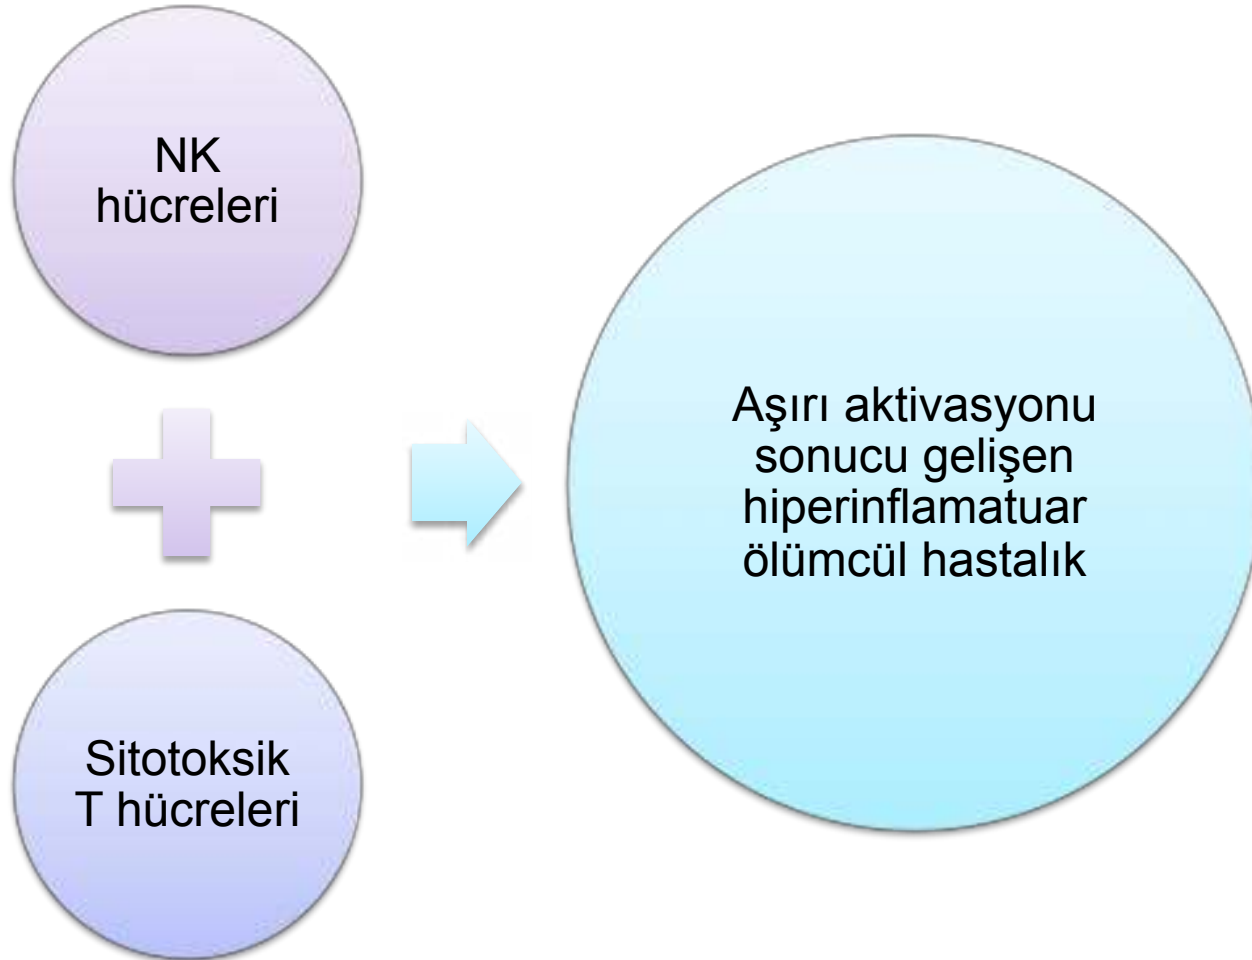 NK
hücreleri
Sitotoksik
T hücreleri
Aşırı aktivasyonu
sonucu gelişen
hiperinflamatuar
ölümcül hastalık